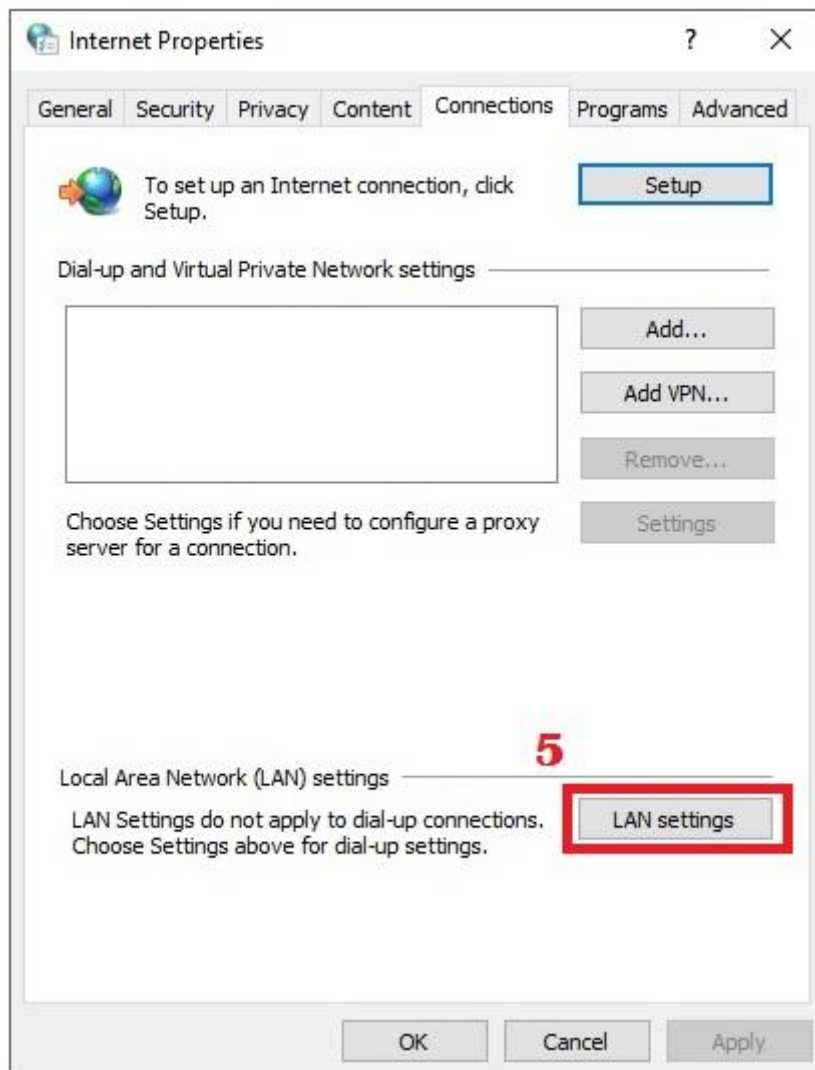 Internet Properties
?
General Security Privacy Content Connections Programs Advanced
To set up an Internet connection, click
Setup.
Setup
Dial-up and Virtual Private Network settings
Add...
Add VPN...
Remove...
Choose Settings if you need to configure a proxy
server for a connection.
Settings
5
Local Area Network (LAN) settings
LAN Settings do not apply to dial-up connections.
Choose Settings above for dial-up settings.
LAN settings
OK Cancel Apply